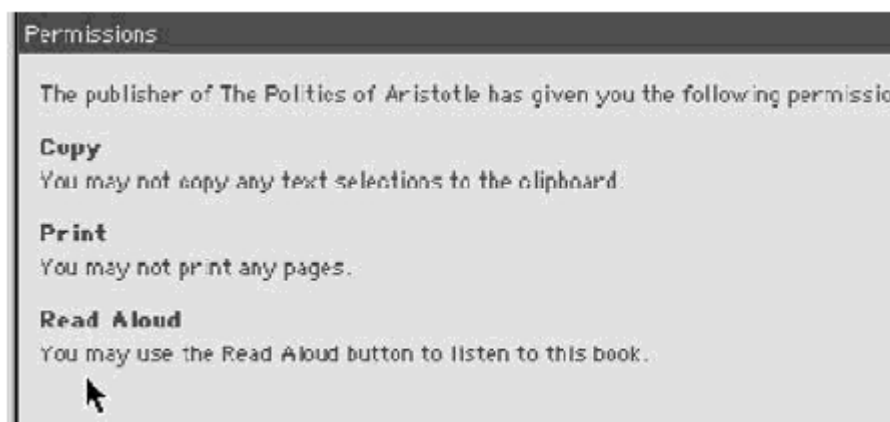 Permissions
The publisher of The Politics of Aristotle has given you the following permissio
Copy
You may not copy any text selections to the clipboard.
Print
You may not print any pages.
Read Aloud
You may use the Read Aloud button to listen to this book.